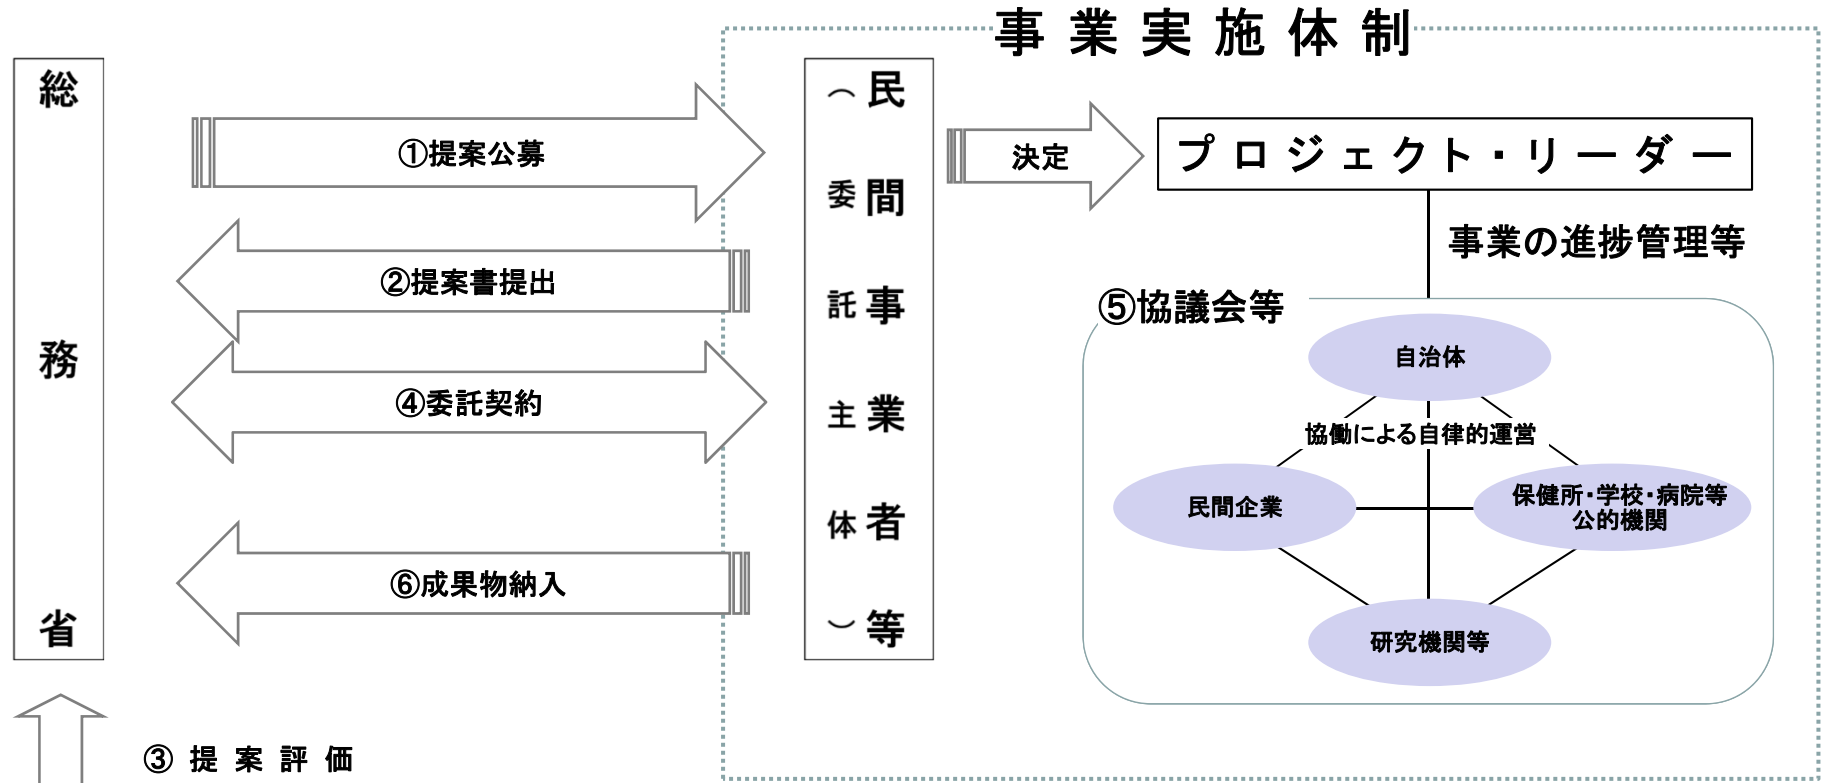 事業実施体制
総務省
①提案公募
②提案書提出
④委託契約
⑥成果物納入
③提案評価
民間事業者等
（委託主体）
決定
プロジェクト・リーダー
事業の進捗管理等
⑤協議会等
自治体
協働による自律的運営
民間企業
保健所・学校・病院等
公的機関
研究機関等